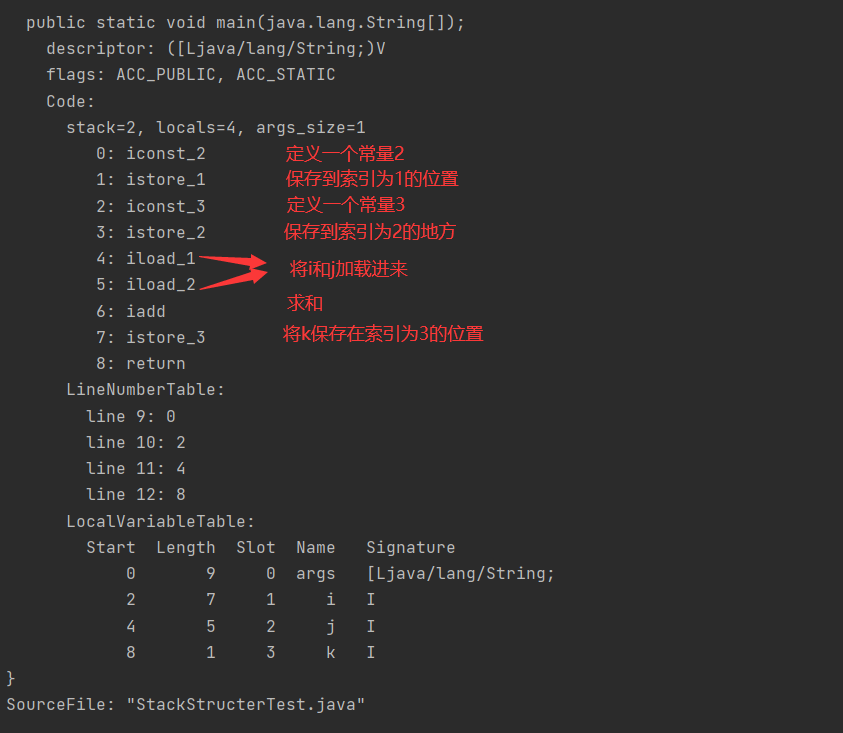 public static void main(java.lang.String[]);
descriptor: ([Ljava/lang/String;)V
flags: ACC_PUBLIC, ACC_STATIC
Code:
stack=2, locals=4, args_size=1
0: iconst_2 定义一个常量2
1: istore_1 保存到索引为1的位置
2: iconst_3 定义一个常量3
3: istore_2 保存到索引为2的地方
4: iload_1
将i和j加载进来
5: iload_2
6: iadd 求和
7: istore_3 将k保存在索引为3的位置
8: return
LineNumberTable:
line 9: 0
line 10: 2
line 11: 4
line 12: 8
LocalVariableTable:
Start Length Slot Name Signature
0 9 0 args [Ljava/lang/String;
2 7 1 i I
4 5 2 j I
8 1 3 k I
}
SourceFile: "StackStructerTest.java"